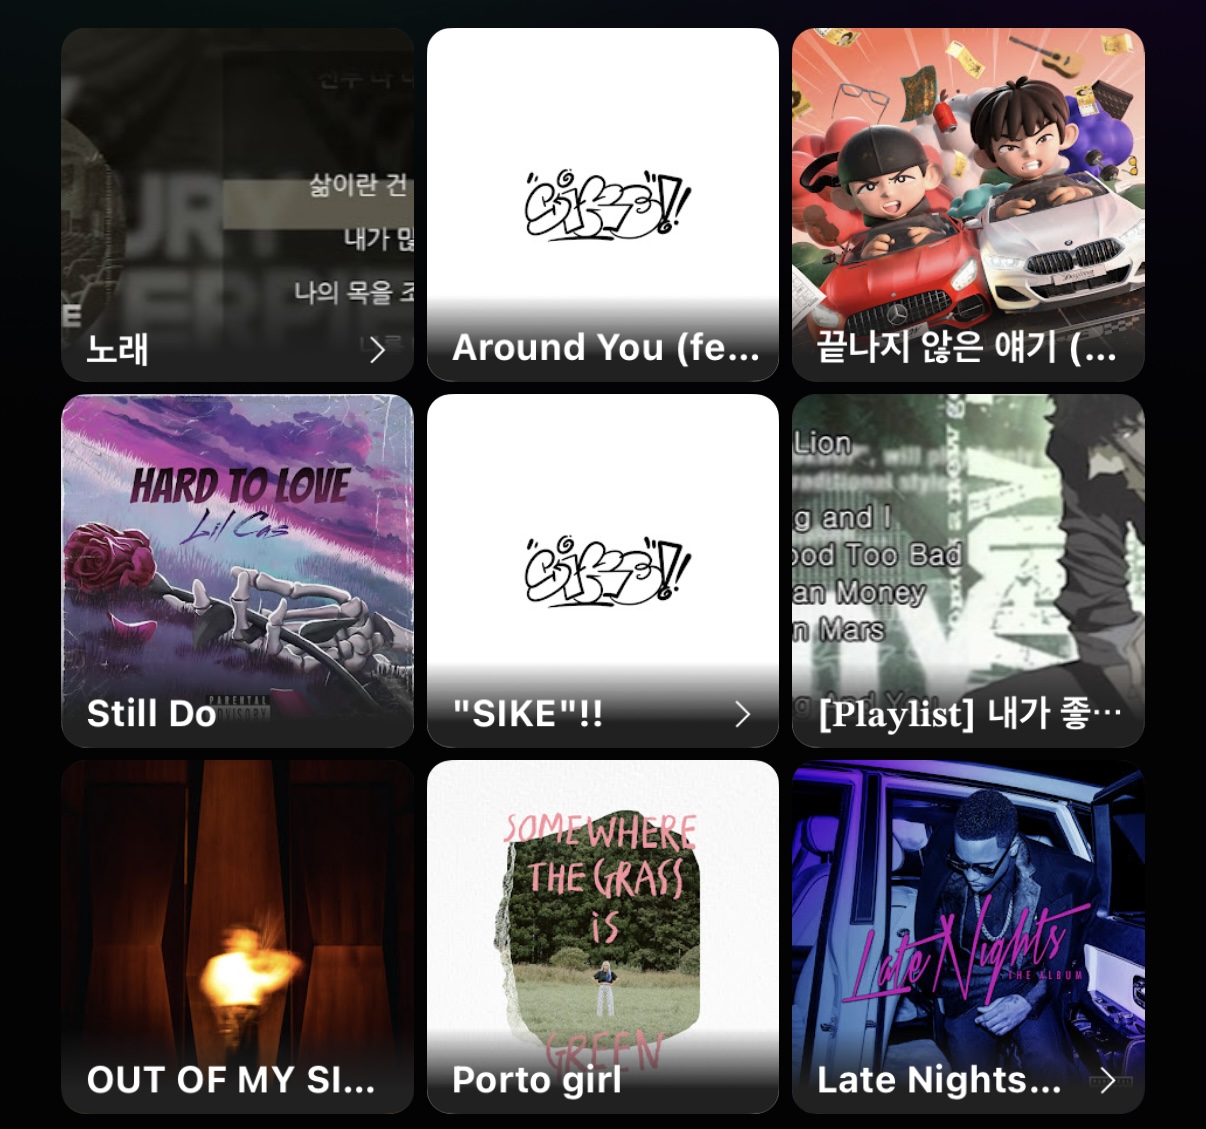 삶이란 건
내가 많
나의 목을 조
E
노래
"SIKE"!!
Around You (fe...
끝나지 않은 얘기 (...
HARD TO LOVE
Lil Cas
PARENTAL
ADVISORY
Still Do
"SIKE"!!
"SIKE"!!
Lion
g and I
ood Too Bad
an Money
n Mars
g And You
[Playlist] 내가 좋...
OUT OF MY SI...
SOMEWHERE
THE GRASS
iS
GREEN
Porto girl
Late Nights
THE ALBUM
Late Nights...